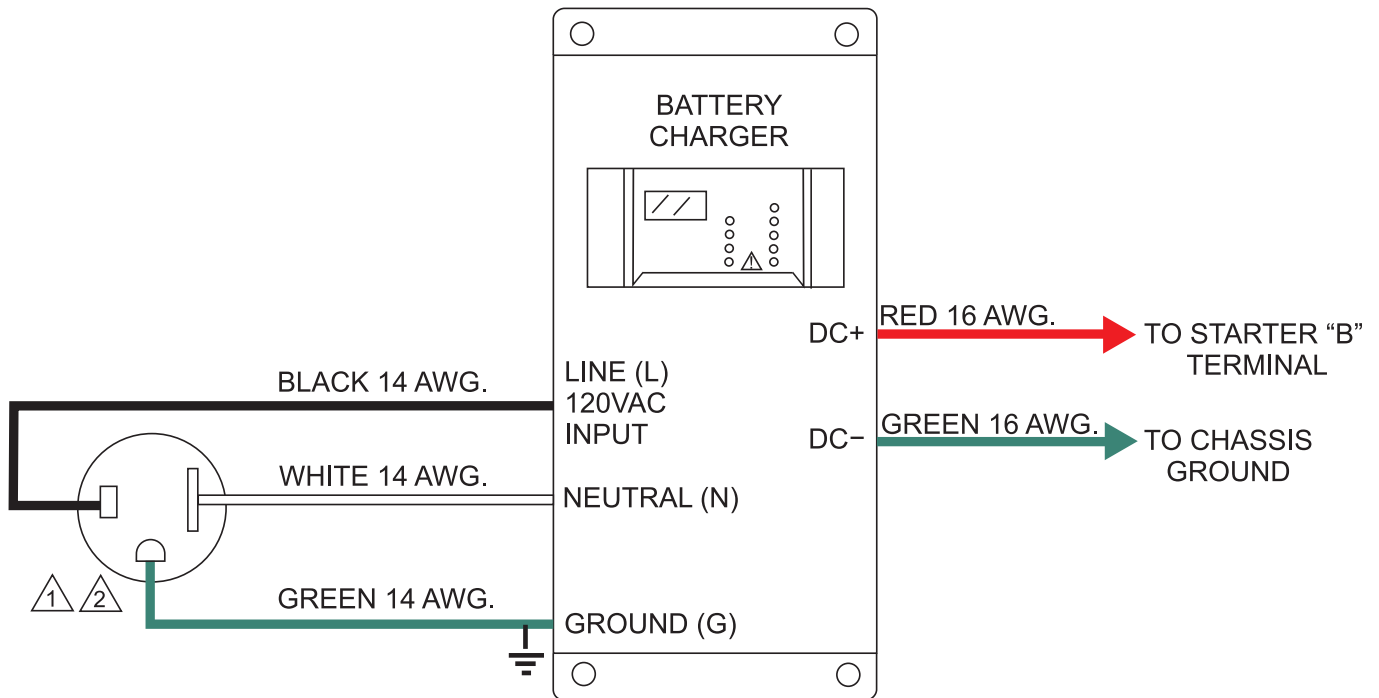 BATTERY
CHARGER
DC+
RED 16 AWG.
TO STARTER “B”
TERMINAL
BLACK 14 AWG.
LINE (L)
120VAC
INPUT
DC−
GREEN 16 AWG.
TO CHASSIS
GROUND
WHITE 14 AWG.
NEUTRAL (N)
1
2
GREEN 14 AWG.
GROUND (G)